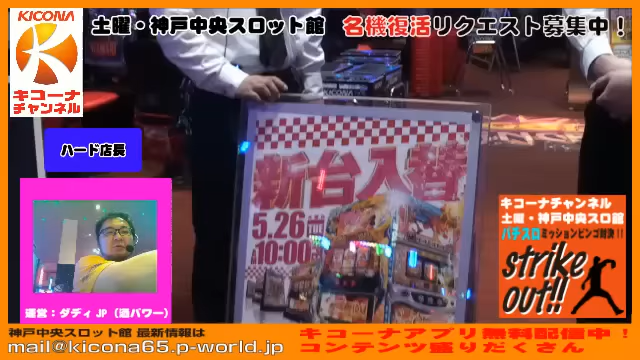 KICONA
キコーナ
チャンネル
土曜・神戸中央スロット館 名機復活リクエスト募集中！
ハード店長
KICONA
新台入替
5.26
10:00
キコーナチャンネル
土曜・神戸中央スロ館
パチスロミッションビンゴ対決!!
strike
out!!
運営：ダディJP（酒パワー）
神戸中央スロット館 最新情報は
mail@kicona65.p-world.jp
キコーナアプリ無料配信中！
コンテンツ盛りだくさん